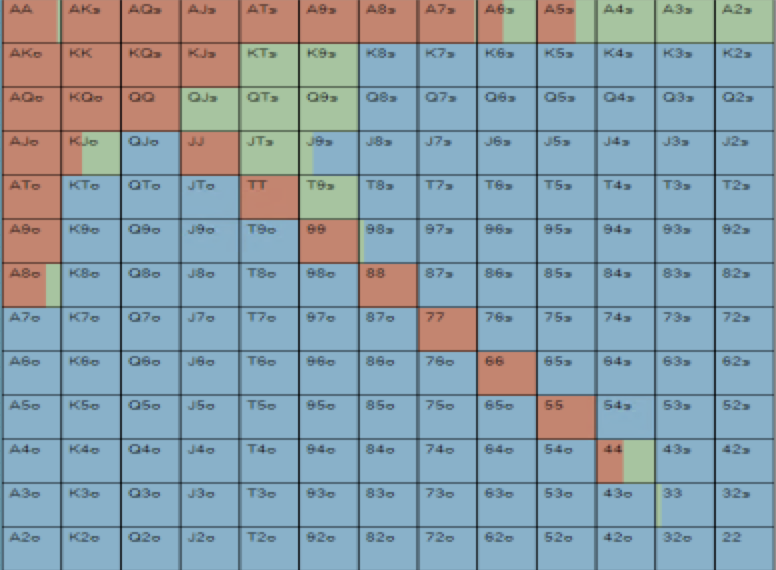 AA AKs AQs AJs ATs A9s A8s A7s A6s A5s A4s A3s A2s
AKo KK KQs KJs KTs K9s K8s K7s K6s K5s K4s K3s K2s
AQo KQo QQ QJs QTs Q9s Q8s Q7s Q6s Q5s Q4s Q3s Q2s
AJo KJo QJo JJ JTs J9s J8s J7s J6s J5s J4s J3s J2s
ATo KTo QTo JTo TT T9s T8s T7s T6s T5s T4s T3s T2s
A9o K9o Q9o J9o T9o 99 98s 97s 96s 95s 94s 93s 92s
A8o K8o Q8o J8o T8o 98o 88 87s 86s 85s 84s 83s 82s
A7o K7o Q7o J7o T7o 97o 87o 77 76s 75s 74s 73s 72s
A6o K6o Q6o J6o T6o 96o 86o 76o 66 65s 64s 63s 62s
A5o K5o Q5o J5o T5o 95o 85o 75o 65o 55 54s 53s 52s
A4o K4o Q4o J4o T4o 94o 84o 74o 64o 54o 44 43s 42s
A3o K3o Q3o J3o T3o 93o 83o 73o 63o 53o 43o 33 32s
A2o K2o Q2o J2o T2o 92o 82o 72o 62o 52o 42o 32o 22